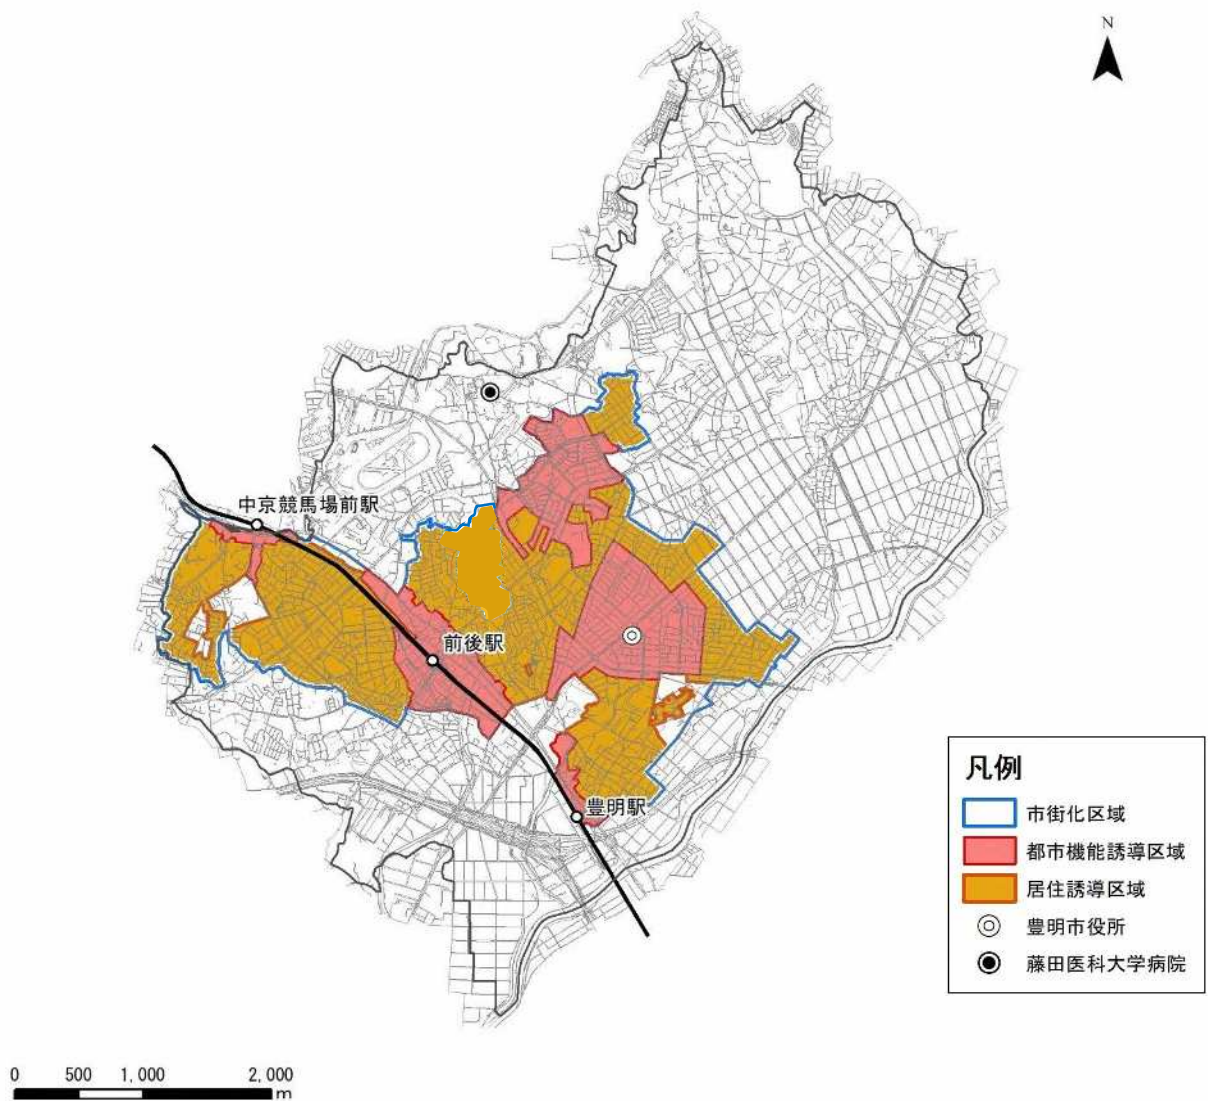 N
中京競馬場前駅
前後駅
豊明駅
凡例
市街化区域
都市機能誘導区域
居住誘導区域
豊明市役所
藤田医科大学病院
0 500 1,000 2,000
m